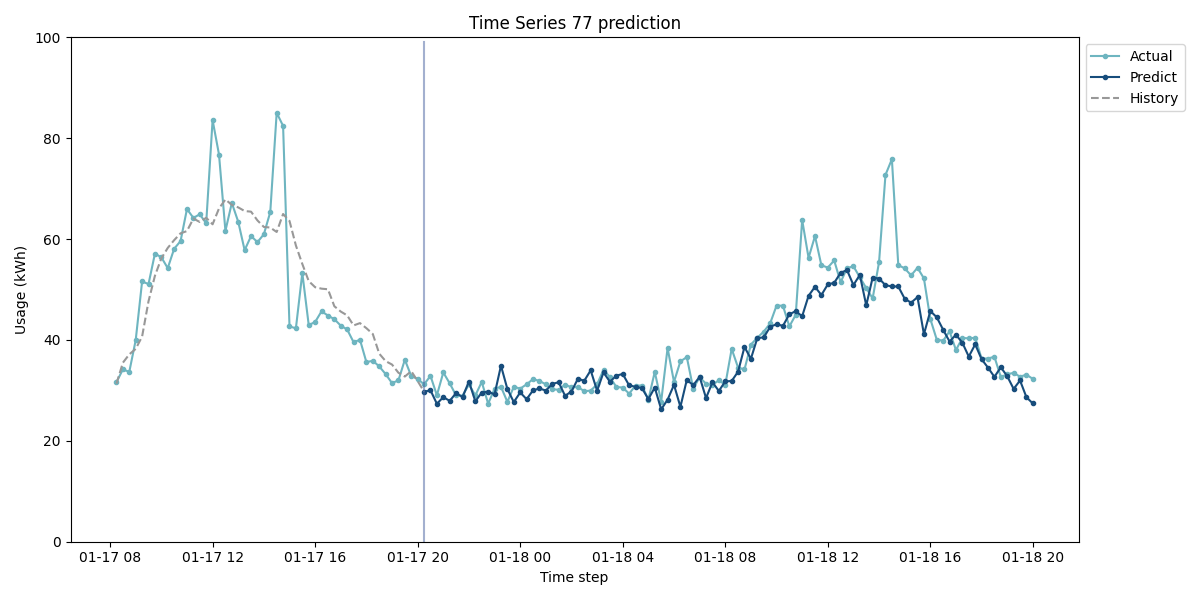 Time Series 77 prediction
100
80
60
40
20
0
Usage (kWh)
01-17 08
01-17 12
01-17 16
01-17 20
01-18 00
01-18 04
01-18 08
01-18 12
01-18 16
01-18 20
Time step
Actual
Predict
History